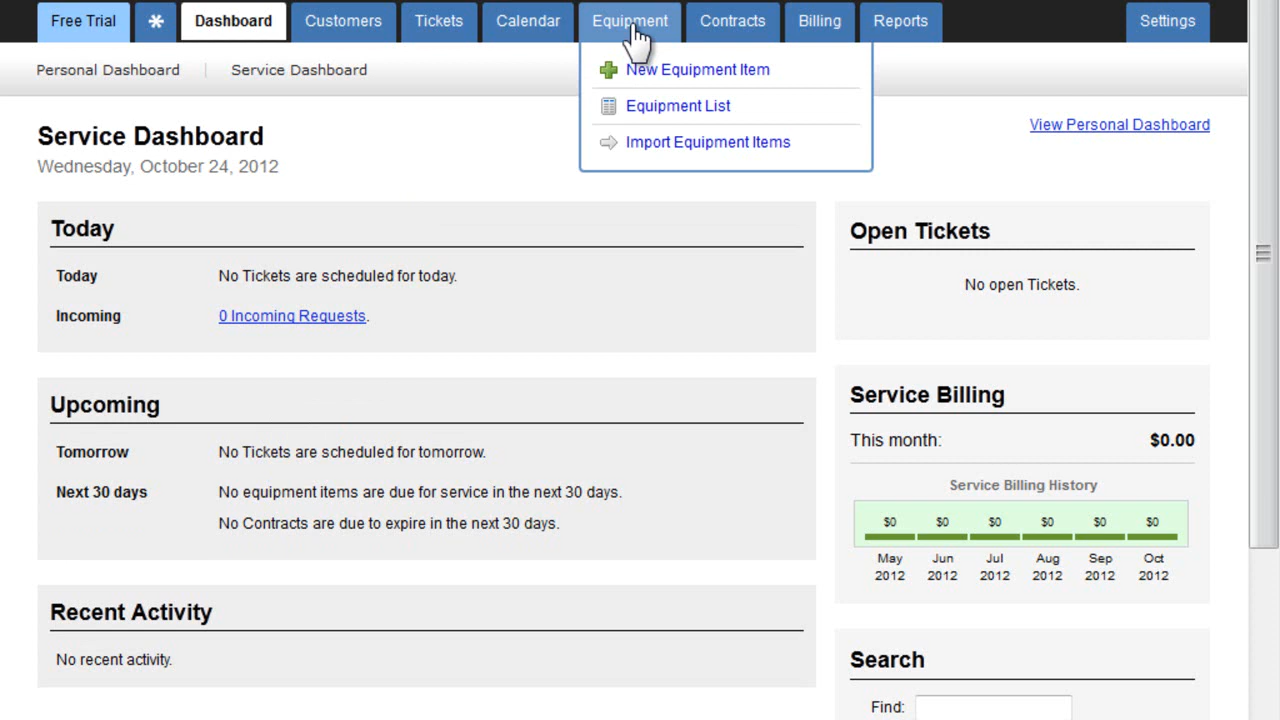 Free Trial * Dashboard Customers Tickets Calendar Equipment Contracts Billing Reports Settings
Personal Dashboard Service Dashboard
New Equipment Item
Equipment List
Import Equipment Items
View Personal Dashboard
Service Dashboard
Wednesday, October 24, 2012
Today
Today No Tickets are scheduled for today.
Incoming 0 Incoming Requests.
Upcoming
Tomorrow No Tickets are scheduled for tomorrow.
Next 30 days No equipment items are due for service in the next 30 days.
No Contracts are due to expire in the next 30 days.
Recent Activity
No recent activity.
Open Tickets
No open Tickets.
Service Billing
This month: $0.00
Service Billing History
$0 $0 $0 $0 $0 $0
May Jun Jul Aug Sep Oct
2012 2012 2012 2012 2012 2012
Search
Find: